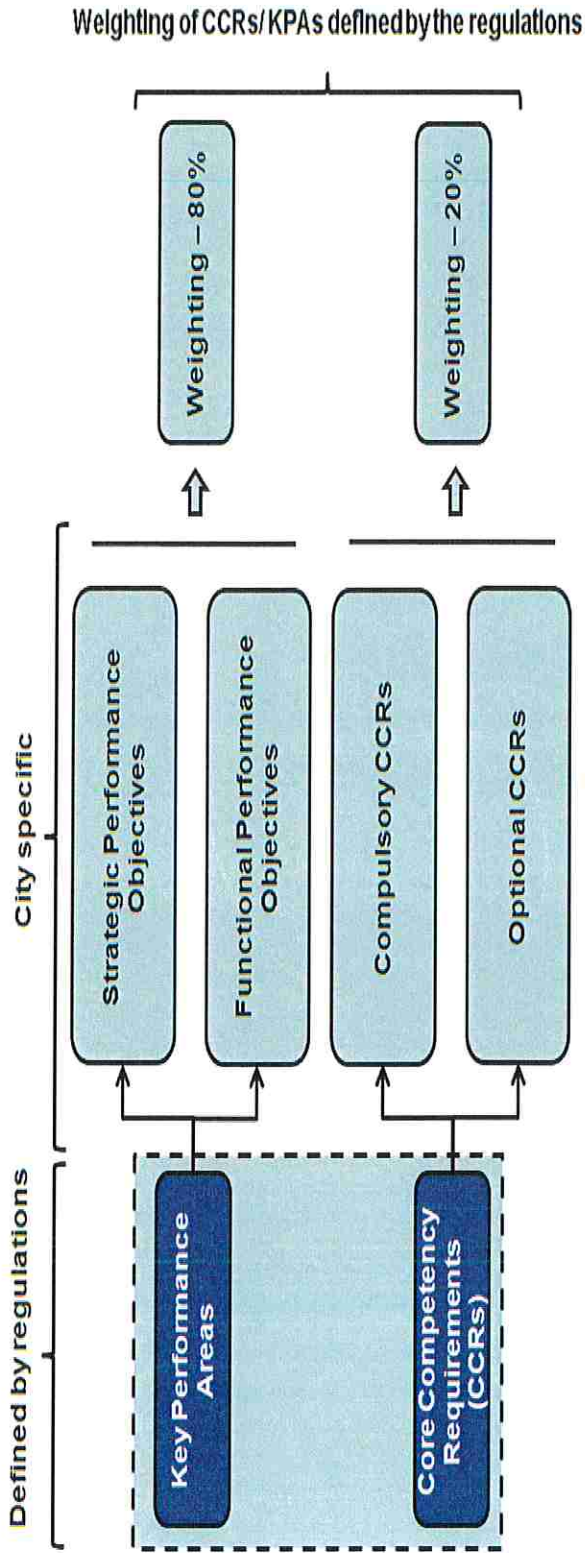 Defined by regulations
City specific
Weighting of CCRs/ KPAs defined by the regulations
Key Performance
Areas
Core Competency
Requirements
(CCRs)
Strategic Performance
Objectives
Functional Performance
Objectives
Compulsory CCRs
Optional CCRs
Weighting – 80%
Weighting – 20%